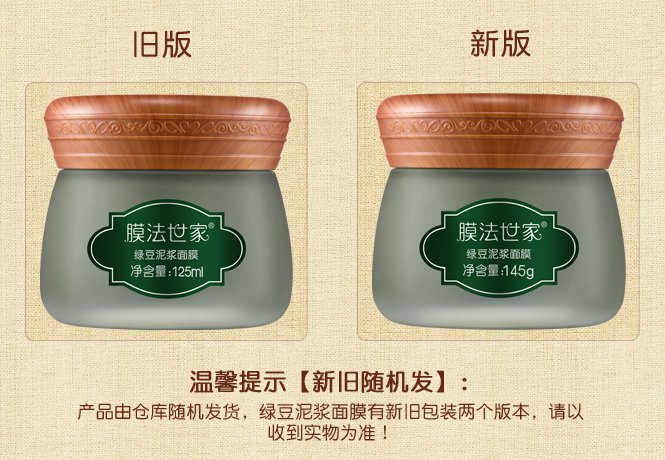 旧版
新版
膜法世家®
绿豆泥浆面膜
净含量:125ml
膜法世家®
绿豆泥浆面膜
净含量:145g
温馨提示【新旧随机发】:
产品由仓库随机发货，绿豆泥浆面膜有新旧包装两个版本，请以
收到实物为准！